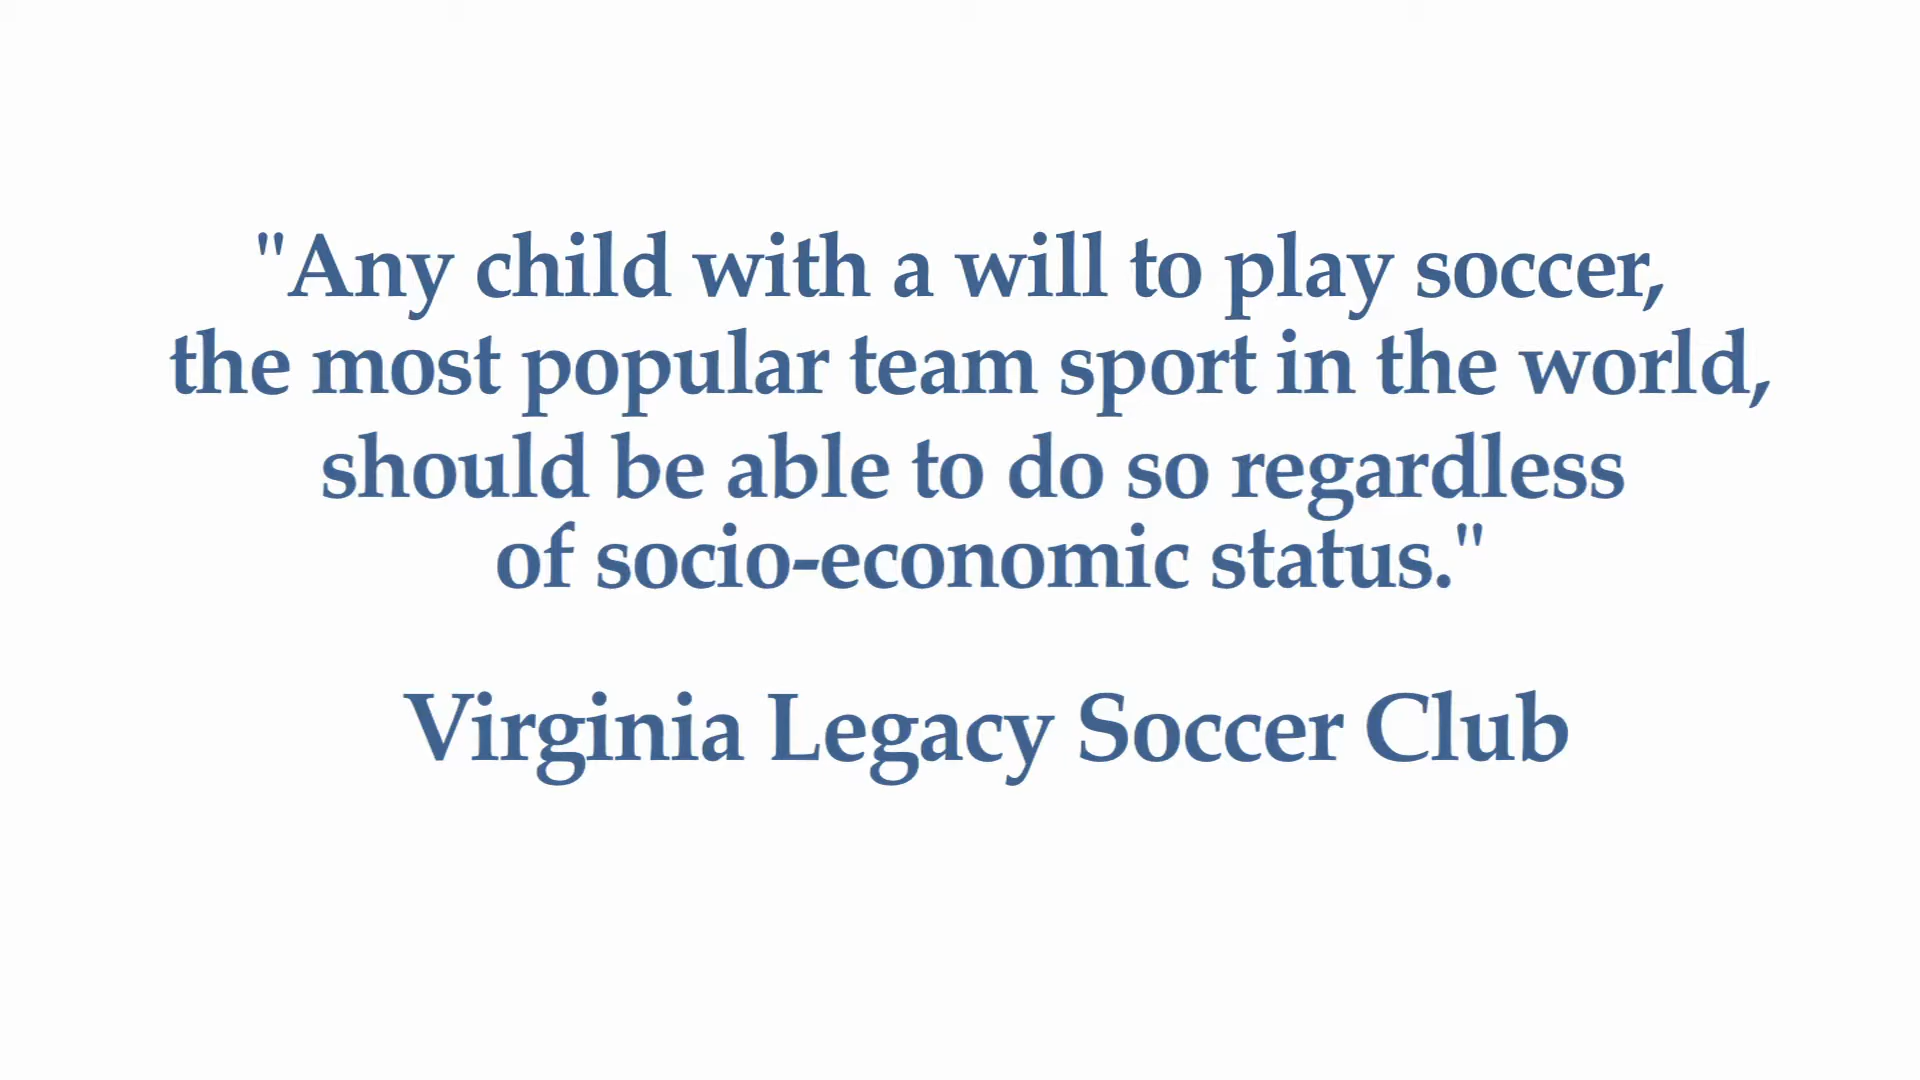 "Any child with a will to play soccer,
the most popular team sport in the world,
should be able to do so regardless
of socio-economic status."
Virginia Legacy Soccer Club